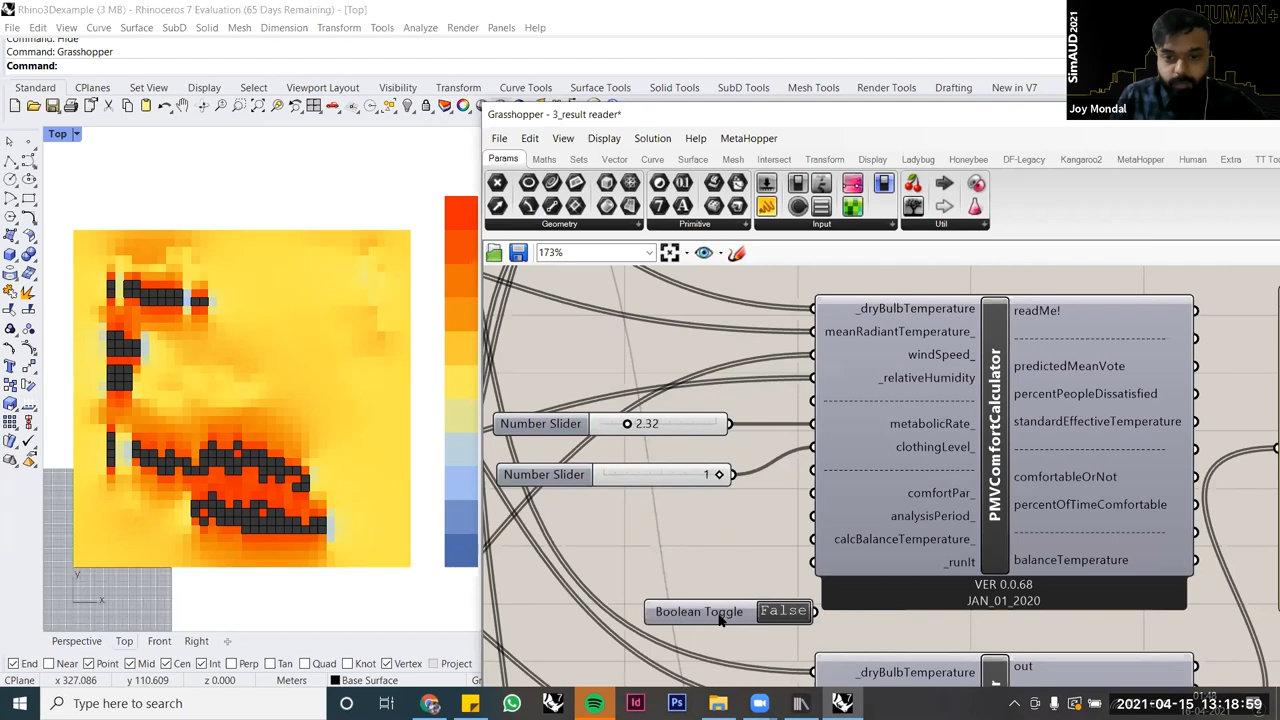 Rhino3Dexample (3 MB) - Rhinoceros 7 Evaluation (65 Days Remaining) - [Top]
File Edit View Curve Surface SubD Solid Mesh Dimension Transform Tools Analyze Render Panels Help
Command: Hide
Command: Grasshopper
Command:
Standard CPlanes Set View Display Select Viewport Layout Visibility Transform Curve Tools Surface Tools Solid Tools SubD Tools Mesh Tools Render Tools Drafting New in V7
HUMAN+
SimAUD2021
Joy Mondal
Top
Grasshopper - 3_result reader*
File Edit View Display Solution Help MetaHopper
Params Maths Sets Vector Curve Surface Mesh Intersect Transform Display Ladybug Honeybee DF-Legacy Kangaroo2 MetaHopper Human Extra TT To
Geometry Primitive Input Util
173%
_dryBulbTemperature
meanRadiantTemperature_
windSpeed_
_relativeHumidity
metabolicRate_
clothingLevel_
comfortPar_
analysisPeriod_
calcBalanceTemperature_
_runIt
PMVComfortCalculator
readMe!
predictedMeanVote
percentPeopleDissatisfied
standardEffectiveTemperature
comfortableOrNot
percentOfTimeComfortable
balanceTemperature
VER 0.0.68
JAN_01_2020
Number Slider 2.32
Number Slider 1
Boolean Toggle False
_dryBulbTemperature
out
y
x
Perspective Top Front Right
End Near Point Mid Cen Int Perp Tan Quad Knot Vertex Project
CPlane x 327.086 y 110.609 z 0.000 Meters Base Surface Gr
Type here to search
01:48
16-04-2021
2021-04-15 13:18:59